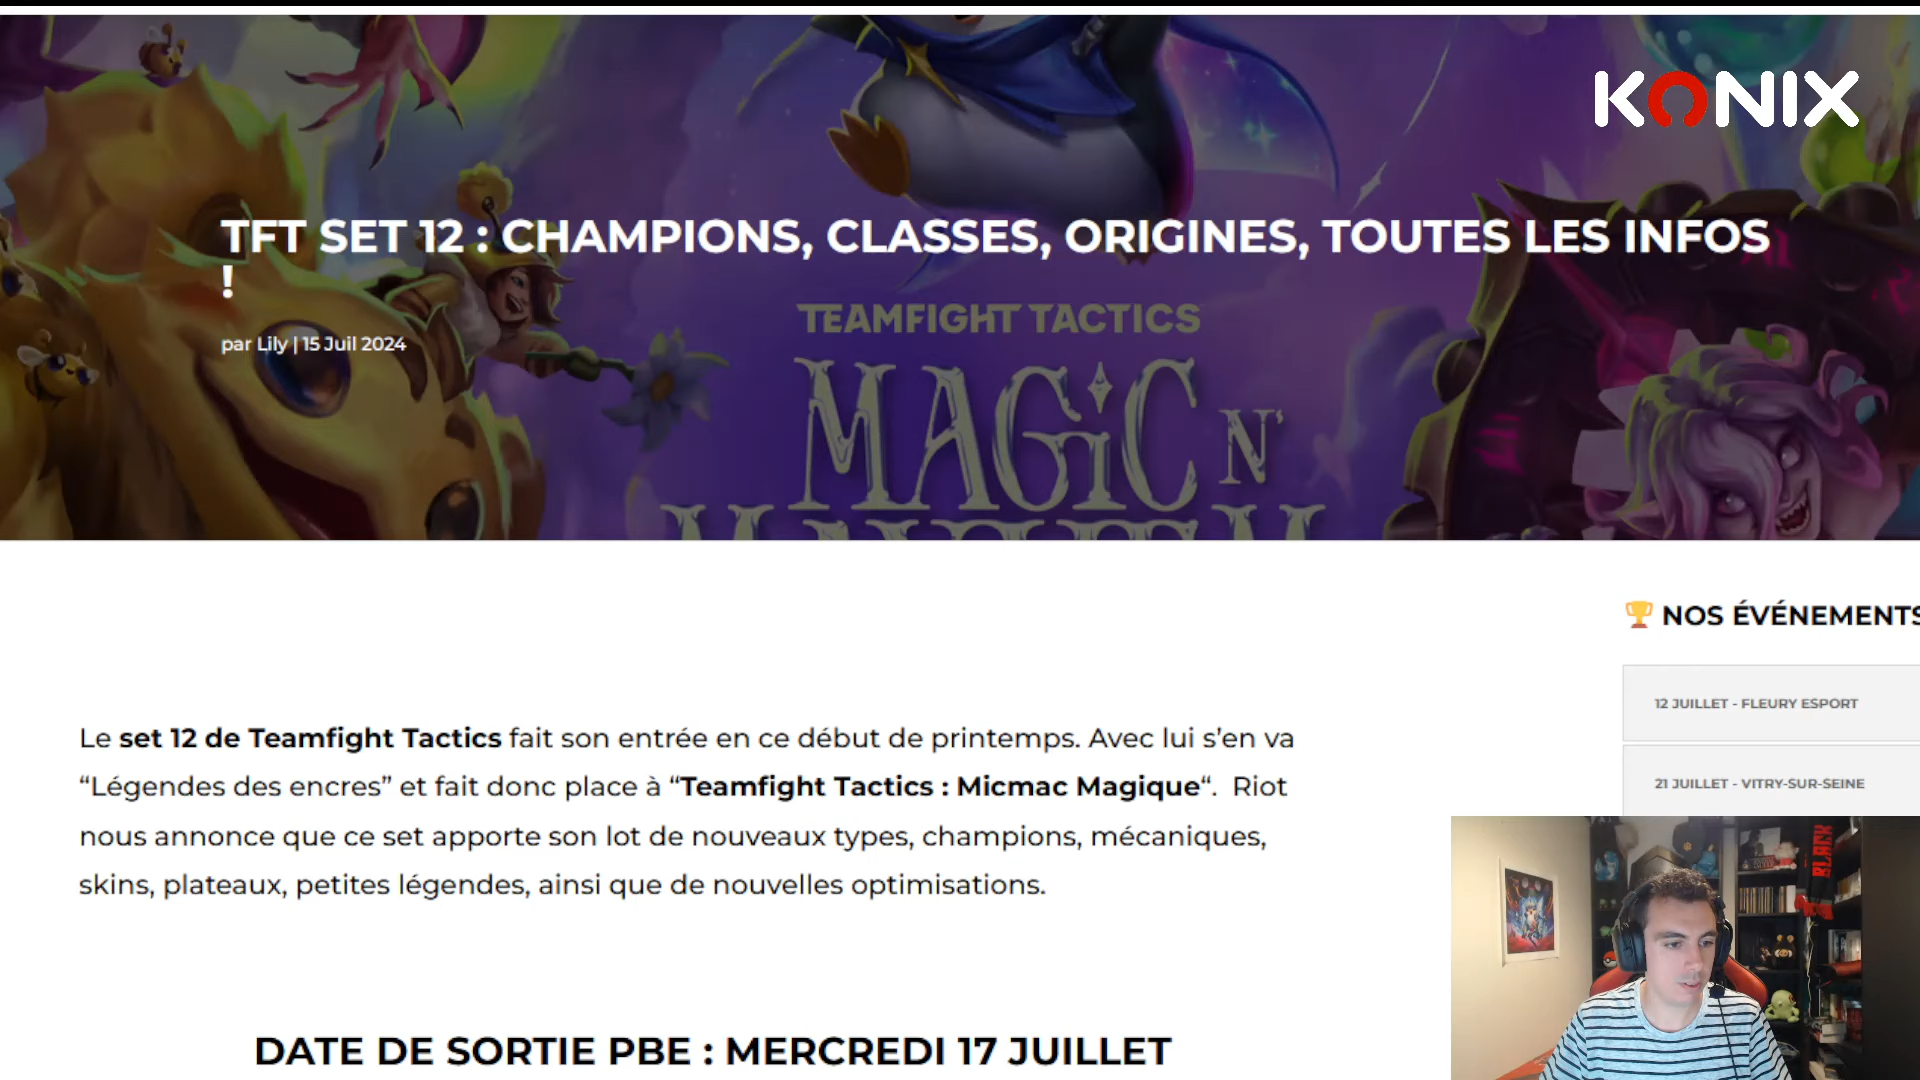 KONIX
TFT SET 12 : CHAMPIONS, CLASSES, ORIGINES, TOUTES LES INFOS
!
par Lily | 15 Juil 2024
TEAMFIGHT TACTICS
MAGIC N'
🏆 NOS ÉVÉNEMENTS
12 JUILLET - FLEURY ESPORT
21 JUILLET - VITRY-SUR-SEINE
Le set 12 de Teamfight Tactics fait son entrée en ce début de printemps. Avec lui s’en va
“Légendes des encres” et fait donc place à “Teamfight Tactics : Micmac Magique“. Riot
nous annonce que ce set apporte son lot de nouveaux types, champions, mécaniques,
skins, plateaux, petites légendes, ainsi que de nouvelles optimisations.
BLACK
DATE DE SORTIE PBE : MERCREDI 17 JUILLET